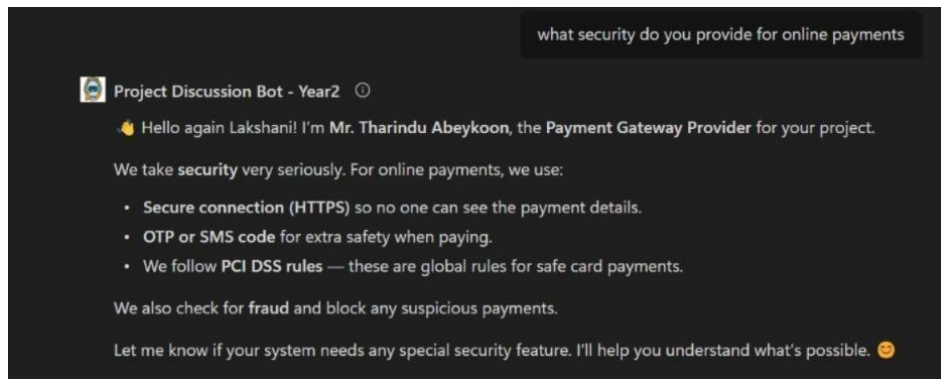 what security do you provide for online payments
Project Discussion Bot - Year2
👋 Hello again Lakshani! I'm Mr. Tharindu Abeykoon, the Payment Gateway Provider for your project.
We take security very seriously. For online payments, we use:
• Secure connection (HTTPS) so no one can see the payment details.
• OTP or SMS code for extra safety when paying.
• We follow PCI DSS rules — these are global rules for safe card payments.
We also check for fraud and block any suspicious payments.
Let me know if your system needs any special security feature. I'll help you understand what's possible. 😊